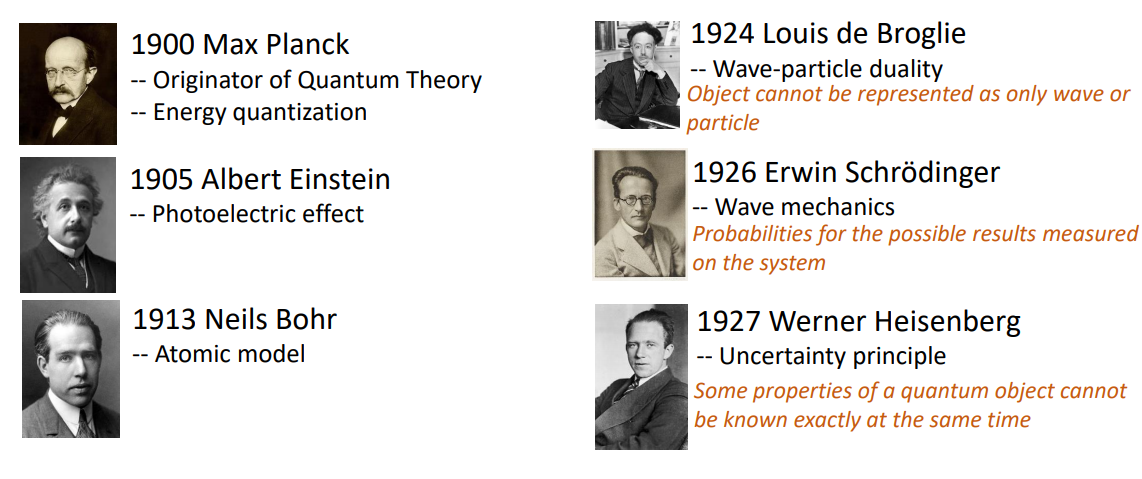 1900 Max Planck
-- Originator of Quantum Theory
-- Energy quantization
1905 Albert Einstein
-- Photoelectric effect
1913 Neils Bohr
-- Atomic model
1924 Louis de Broglie
-- Wave-particle duality
Object cannot be represented as only wave or
particle
1926 Erwin Schrödinger
-- Wave mechanics
Probabilities for the possible results measured
on the system
1927 Werner Heisenberg
-- Uncertainty principle
Some properties of a quantum object cannot
be known exactly at the same time